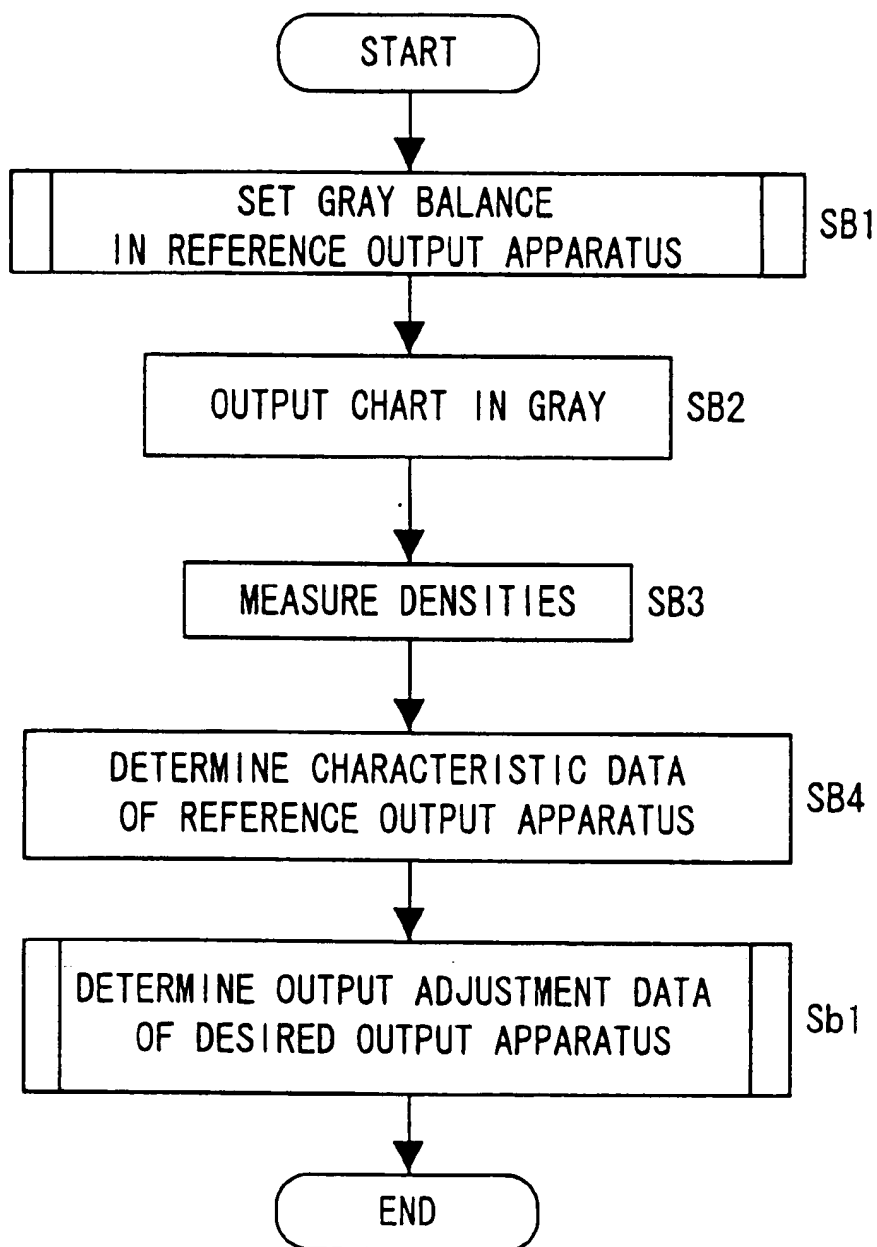 START
SET GRAY BALANCE
IN REFERENCE OUTPUT APPARATUS
SB1
OUTPUT CHART IN GRAY
SB2
MEASURE DENSITIES
SB3
DETERMINE CHARACTERISTIC DATA
OF REFERENCE OUTPUT APPARATUS
SB4
DETERMINE OUTPUT ADJUSTMENT DATA
OF DESIRED OUTPUT APPARATUS
Sb1
END